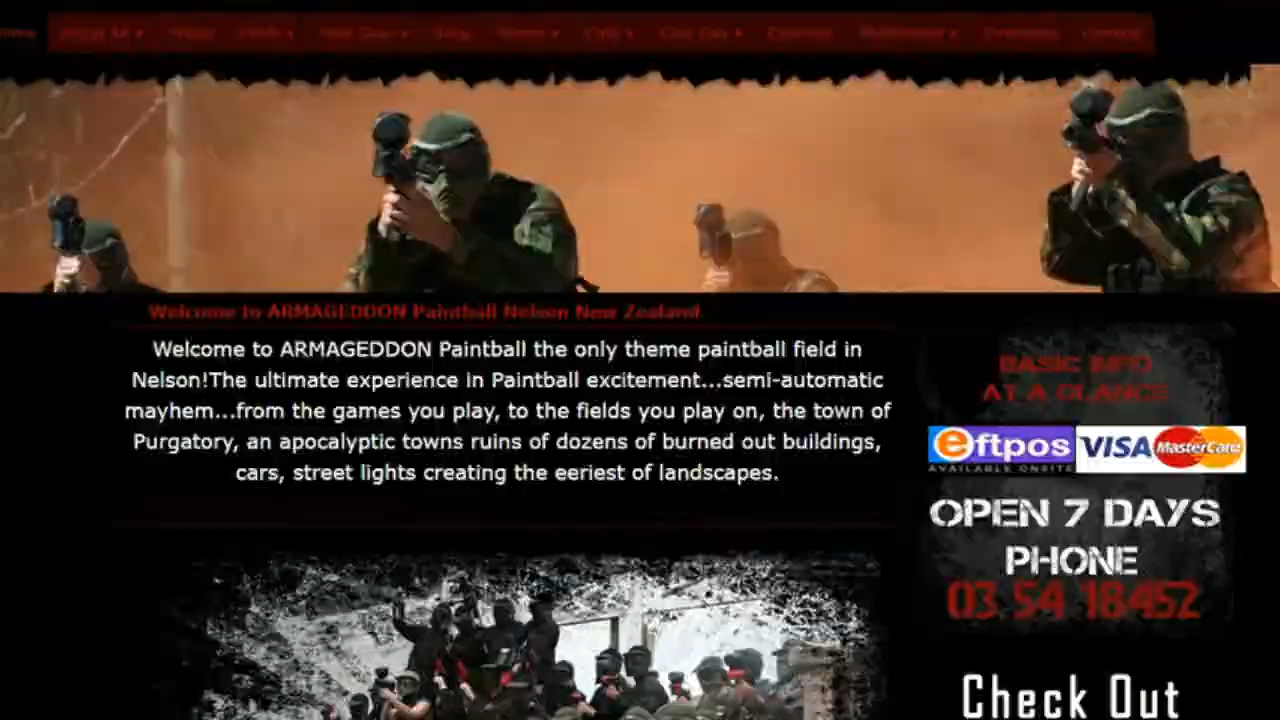 Welcome to ARMAGEDDON Paintball Nelson New Zealand.
Welcome to ARMAGEDDON Paintball the only theme paintball field in
Nelson!The ultimate experience in Paintball excitement...semi-automatic
mayhem...from the games you play, to the fields you play on, the town of
Purgatory, an apocalyptic towns ruins of dozens of burned out buildings,
cars, street lights creating the eeriest of landscapes.
BASIC INFO
AT A GLANCE
eftpos VISA MasterCard
AVAILABLE ONSITE
OPEN 7 DAYS
PHONE
03 54 18452
Check Out